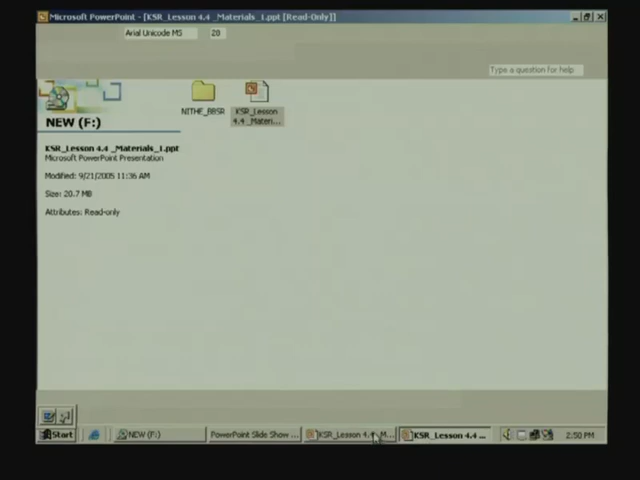 Microsoft PowerPoint - [KSR_Lesson 4.4 _Materials_1.ppt [Read-Only]]
Arial Unicode MS 28
Type a question for help
NEW (F:)
NITHE_BBSR
KSR_Lesson
4.4 _Materi...
KSR_Lesson 4.4 _Materials_1.ppt
Microsoft PowerPoint Presentation
Modified: 9/21/2005 11:36 AM
Size: 20.7 MB
Attributes: Read-only
Start NEW (F:) PowerPoint Slide Show ... KSR_Lesson 4.4 _M... KSR_Lesson 4.4 ... 2:50 PM